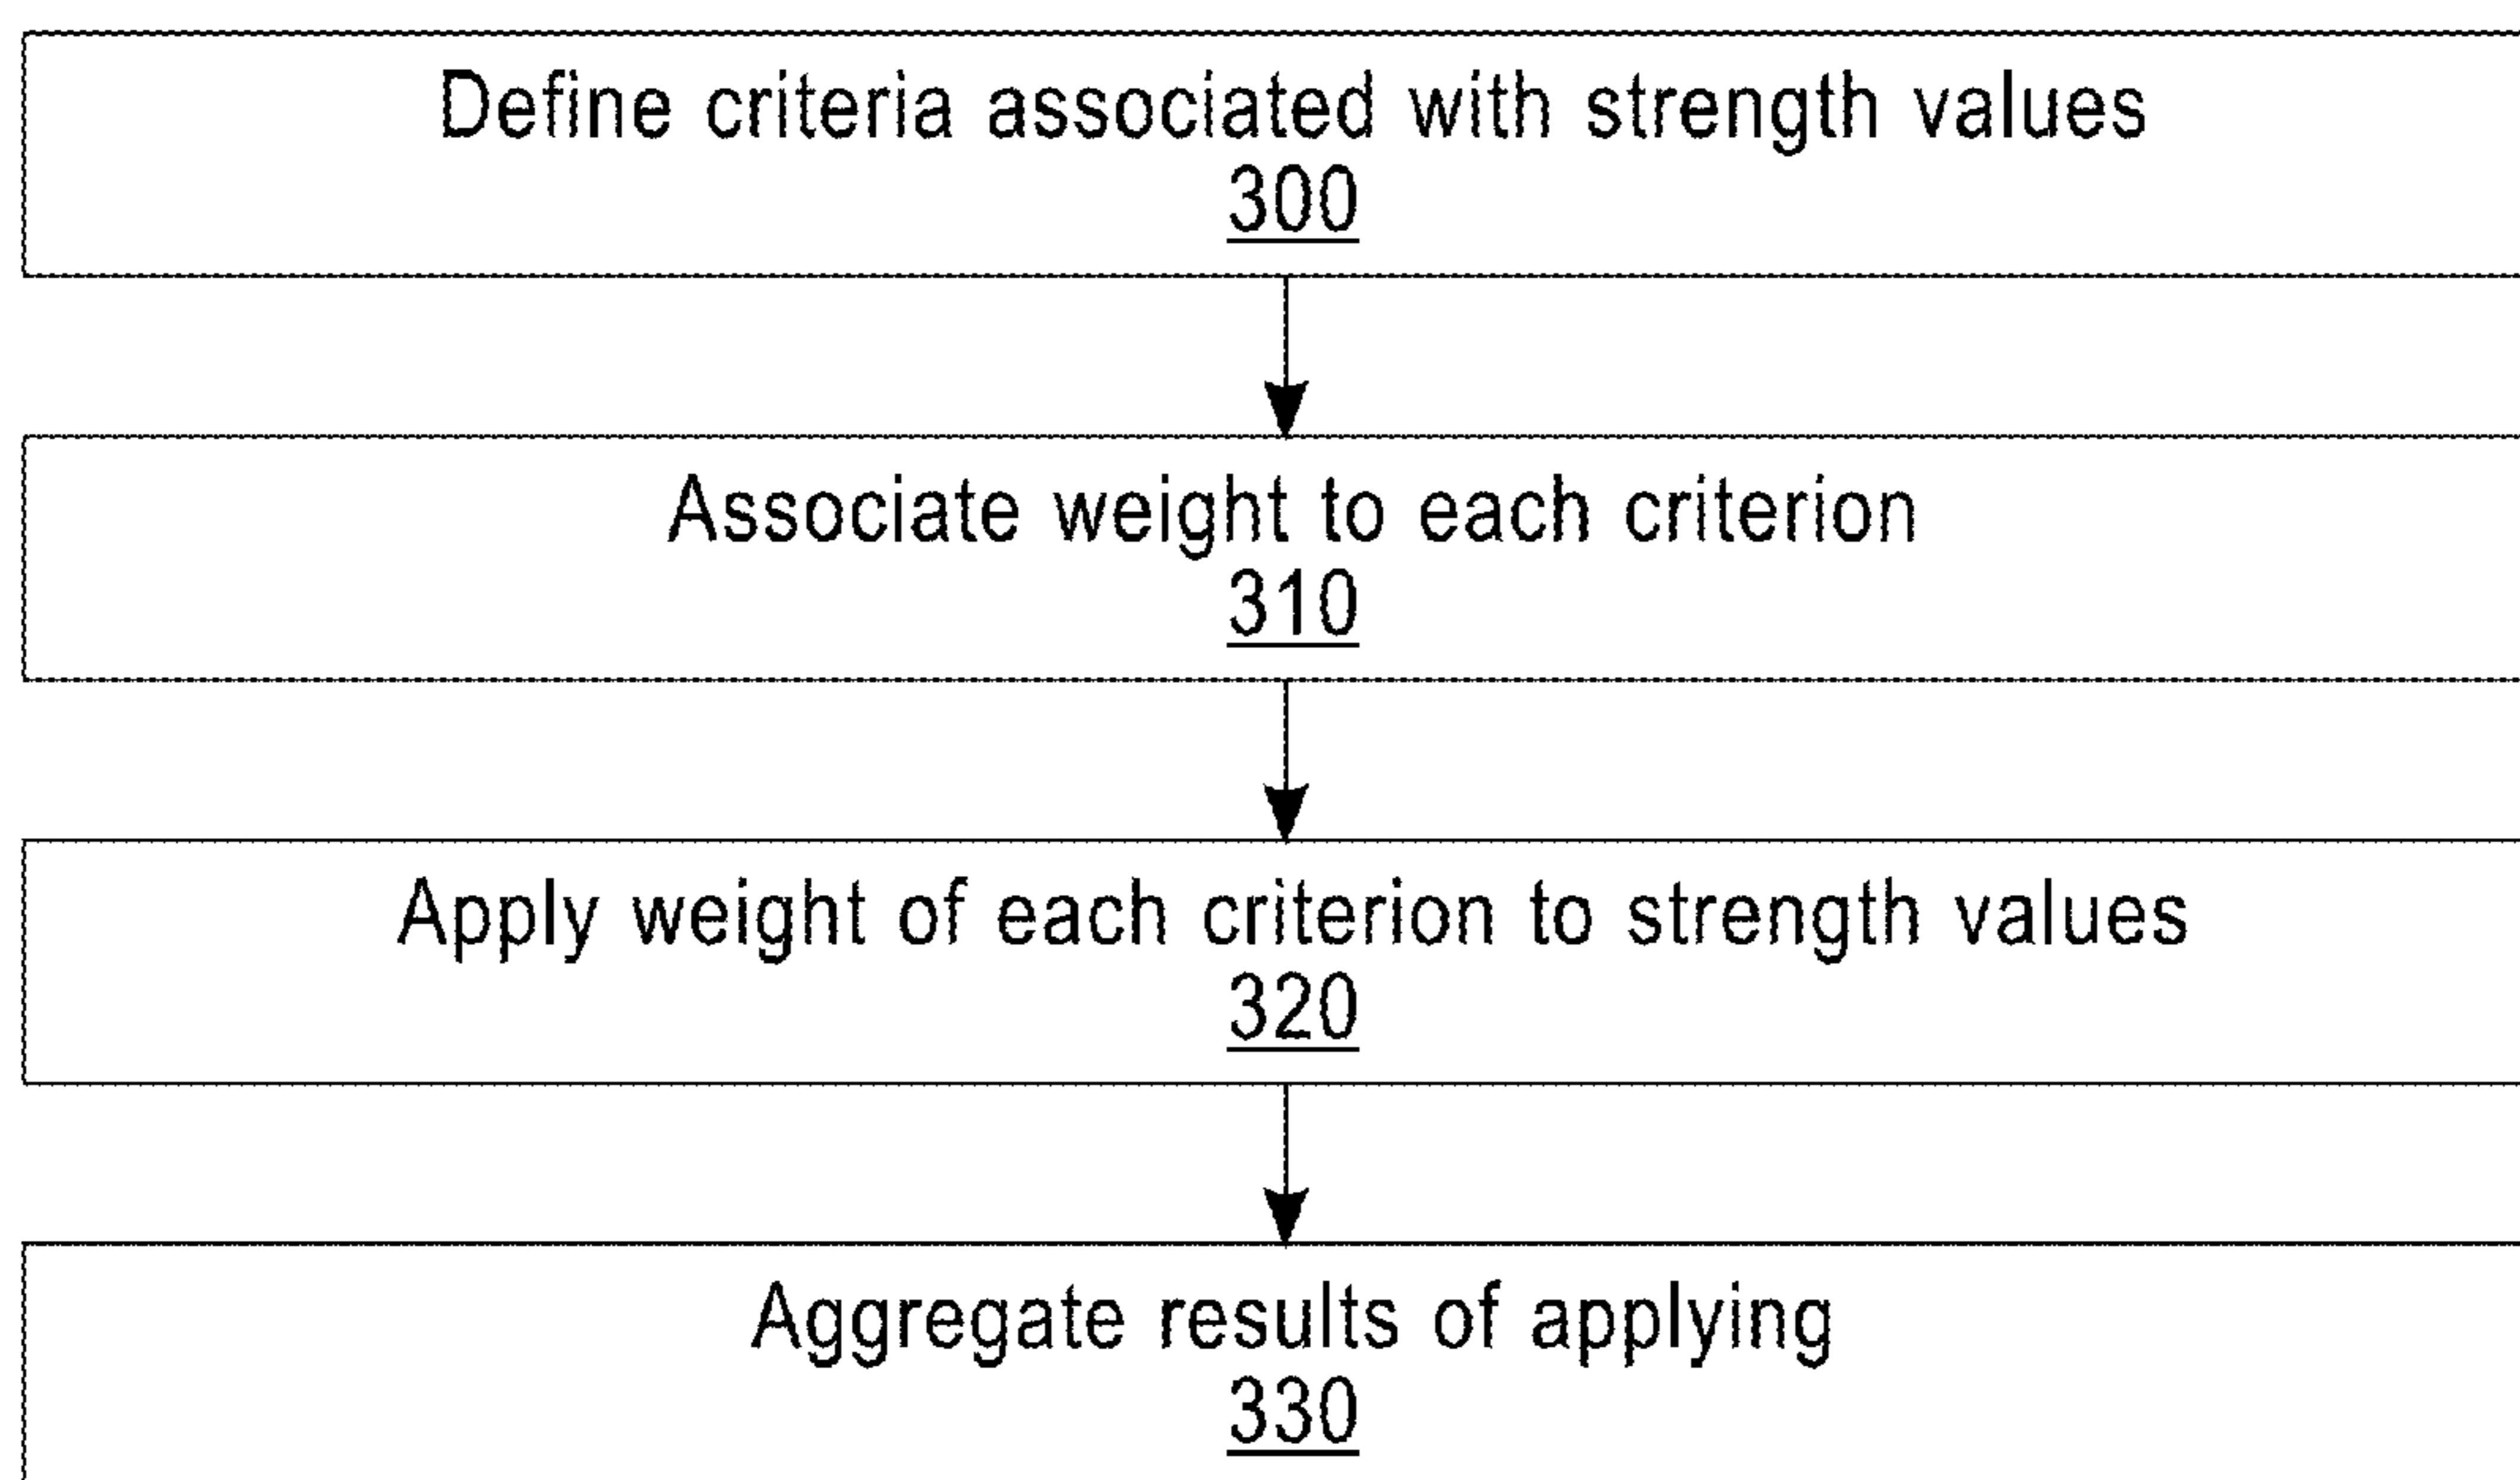 Define criteria associated with strength values
300
Associate weight to each criterion
310
Apply weight of each criterion to strength values
320
Aggregate results of applying
330